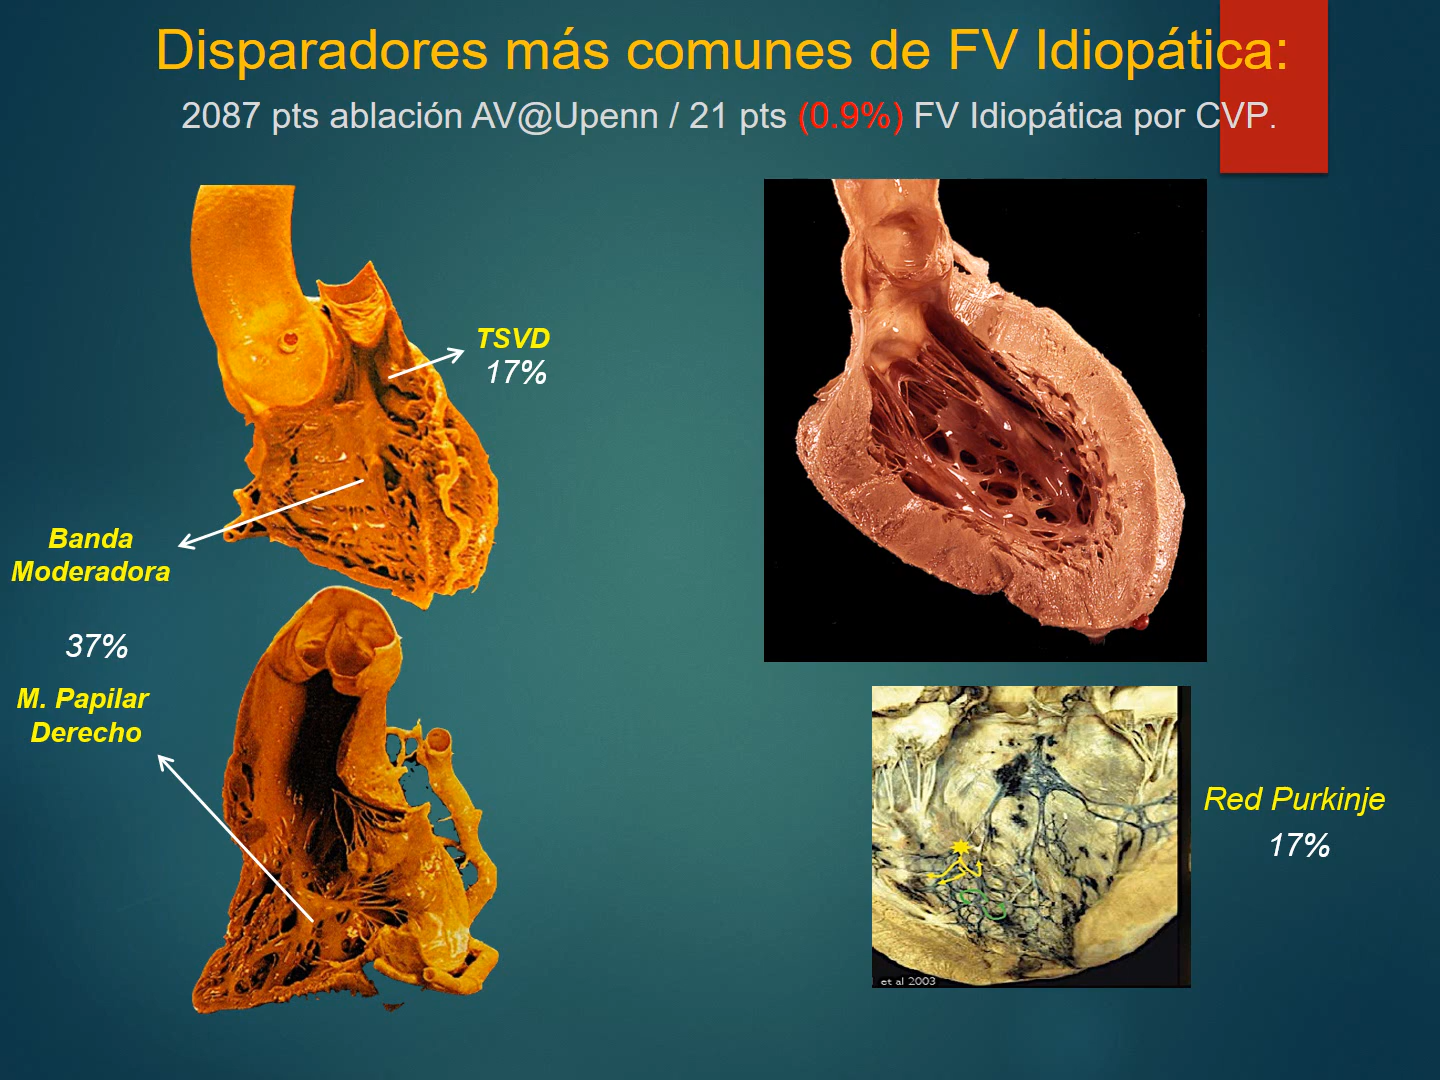 Disparadores más comunes de FV Idiopática:
2087 pts ablación AV@Upenn / 21 pts (0.9%) FV Idiopática por CVP.
TSVD
17%
Banda
Moderadora
37%
M. Papilar
Derecho
Red Purkinje
17%
et al 2003